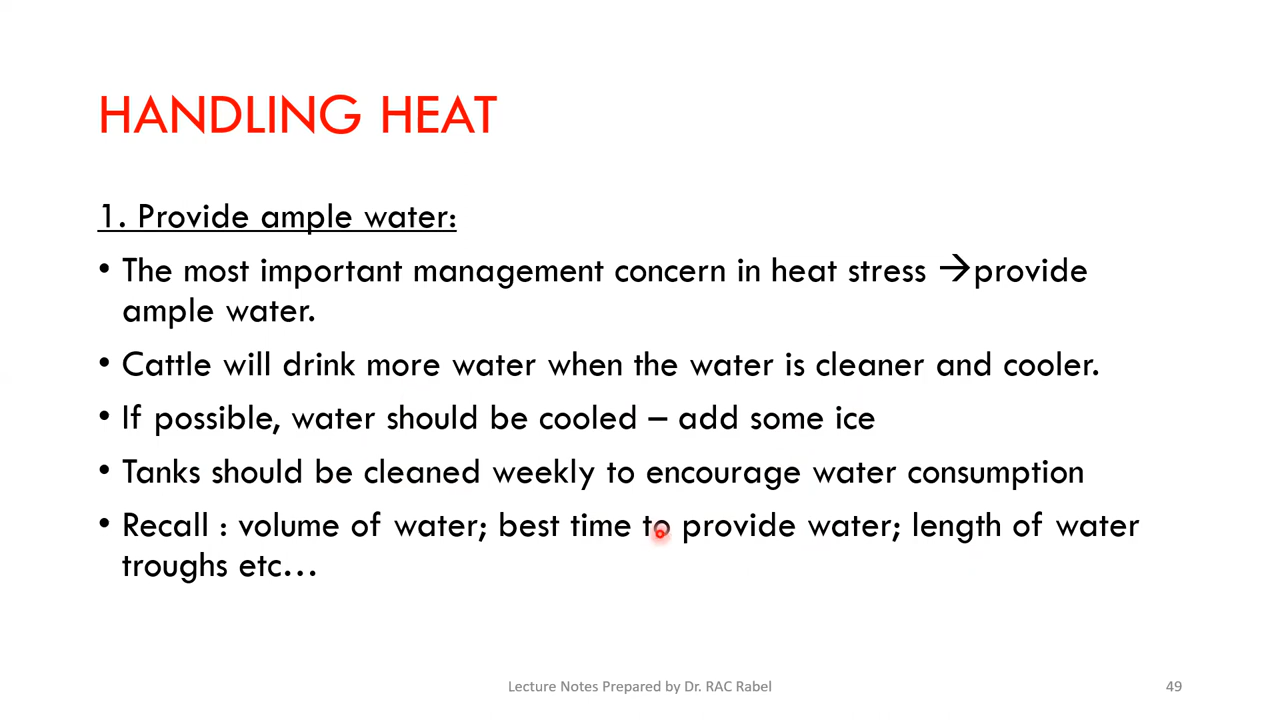 HANDLING HEAT
1. Provide ample water:
• The most important management concern in heat stress →provide
ample water.
• Cattle will drink more water when the water is cleaner and cooler.
• If possible, water should be cooled – add some ice
• Tanks should be cleaned weekly to encourage water consumption
• Recall : volume of water; best time to provide water; length of water
troughs etc…
Lecture Notes Prepared by Dr. RAC Rabel
49